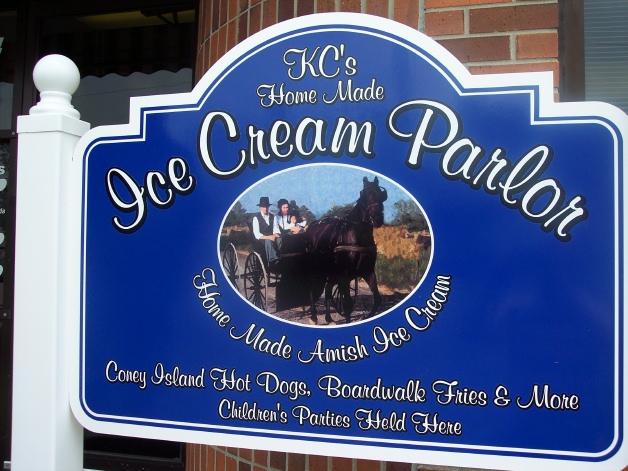 KC's
Home Made
Ice Cream Parlor
Home Made Amish Ice Cream
Coney Island Hot Dogs, Boardwalk Fries & More
Children's Parties Held Here